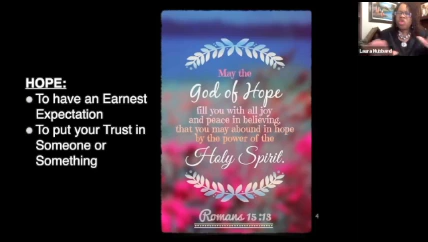 HOPE:
To have an Earnest
Expectation
To put your Trust in
Someone or
Something
May the
God of Hope
fill you with all joy
and peace in believing,
that you may abound in hope
by the power of the
Holy Spirit.
Romans 15:13
4
Laura Hubbard